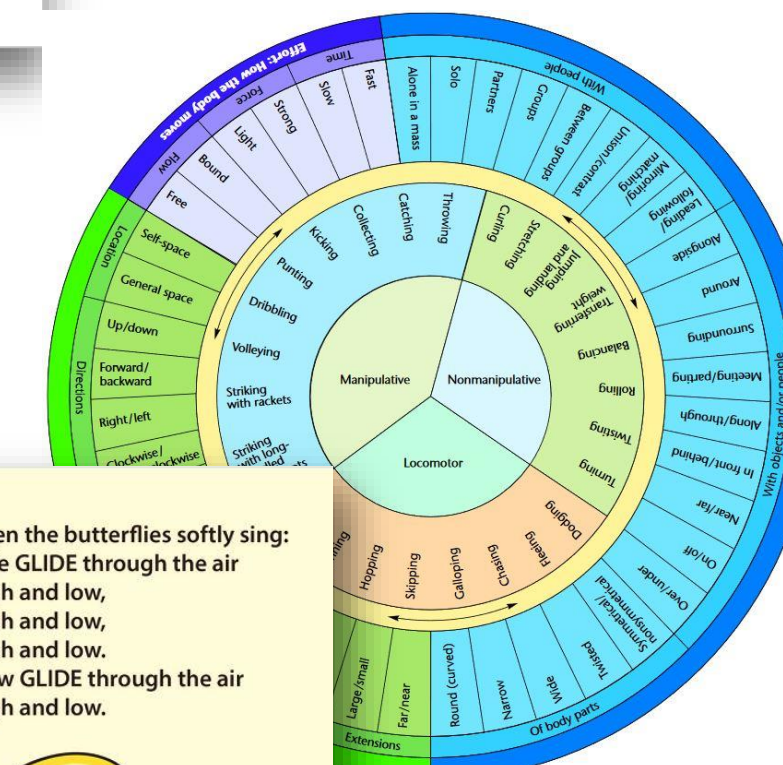 Effort: How the body moves
Flow
Force
Time
Free
Bound
Light
Strong
Slow
Fast
With people
Alone in a mass
Solo
Partners
Groups
Between groups
Unison/contrast
Mirroring/
matching
Leading/
following
With objects and/or people
Alongside
Around
Surrounding
Meeting/parting
Along/through
In front/behind
Near/far
On/off
Over/under
Of body parts
Symmetrical/
nonsymmetrical
Twisted
Wide
Narrow
Round (curved)
Extensions
Far/near
Large/small
Location
Self-space
General space
Directions
Up/down
Forward/
backward
Right/left
Clockwise/
Manipulative
Throwing
Catching
Collecting
Kicking
Punting
Dribbling
Volleying
Striking
with rackets
Striking
with long-
Nonmanipulative
Curling
Stretching
Jumping
and landing
Transferring
weight
Balancing
Rolling
Twisting
Turning
Locomotor
Dodging
Fleeing
Chasing
Galloping
Skipping
Hopping
the butterflies softly sing:
GLIDE through the air
and low,
and low,
and low.
GLIDE through the air
and low.